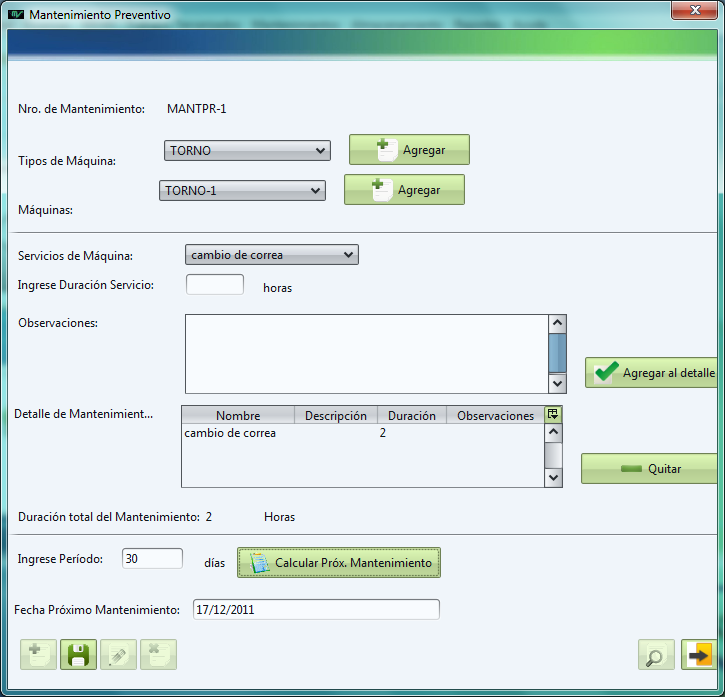 Mantenimiento Preventivo
Nro. de Mantenimiento: MANTPR-1
Tipos de Máquina: TORNO Agregar
Máquinas: TORNO-1 Agregar
Servicios de Máquina: cambio de correa
Ingrese Duración Servicio: horas
Observaciones:
Agregar al detalle
Detalle de Mantenimient...
Nombre Descripción Duración Observaciones
cambio de correa 2
Quitar
Duración total del Mantenimiento: 2 Horas
Ingrese Período: 30 días Calcular Próx. Mantenimiento
Fecha Próximo Mantenimiento: 17/12/2011